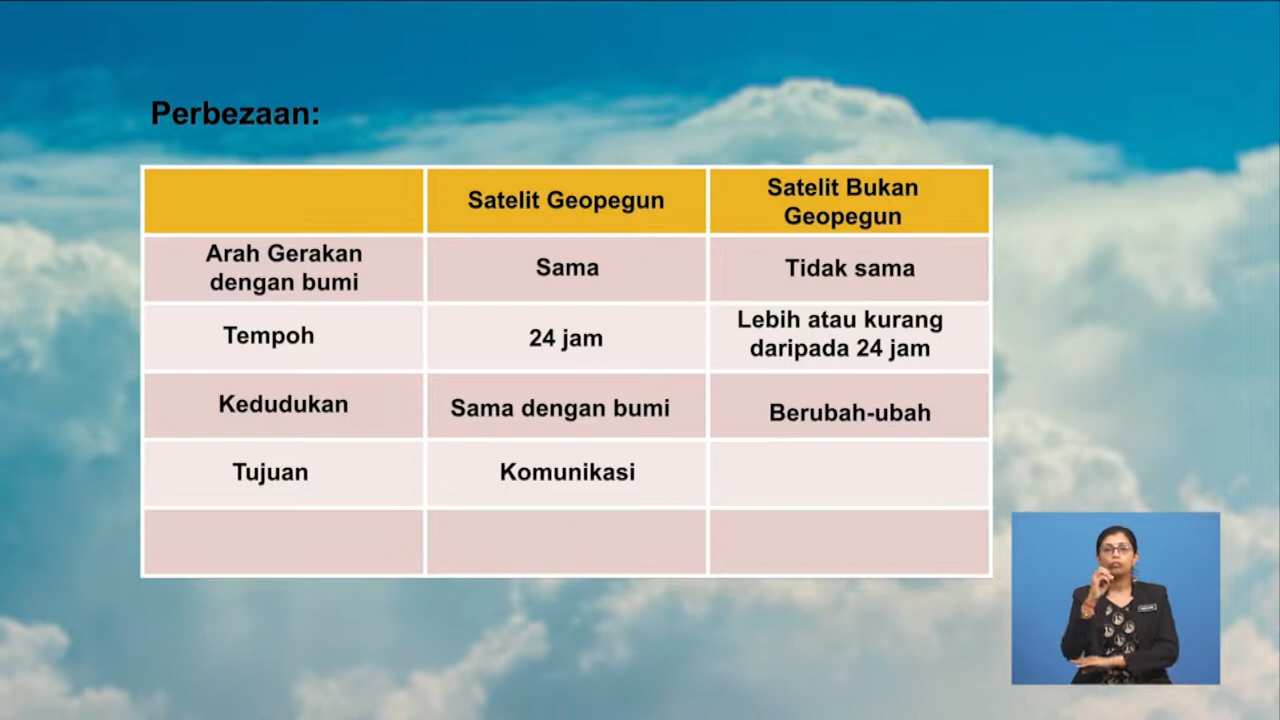 Perbezaan:
Satelit Geopegun
Satelit Bukan
Geopegun
Arah Gerakan
dengan bumi
Sama
Tidak sama
Tempoh
24 jam
Lebih atau kurang
daripada 24 jam
Kedudukan
Sama dengan bumi
Berubah-ubah
Tujuan
Komunikasi